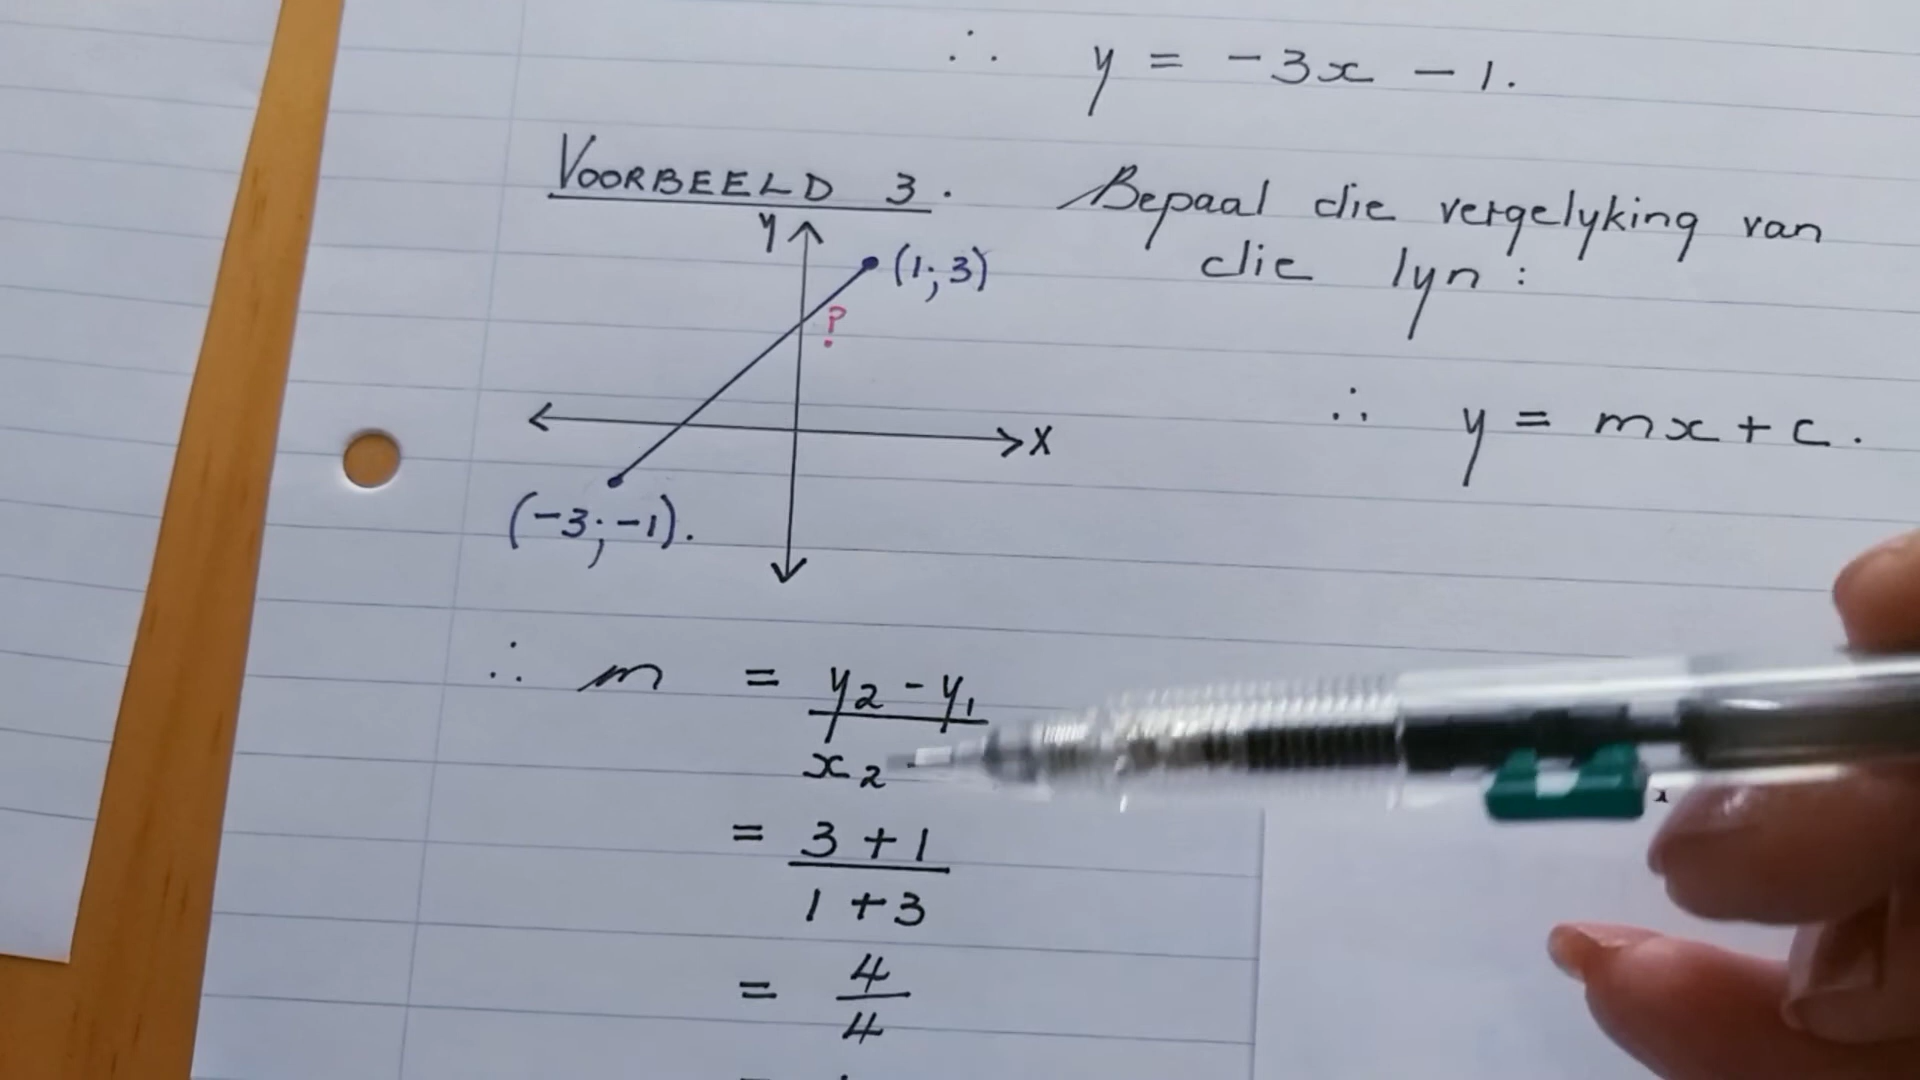 ∴ y = -3x - 1.
VOORBEELD 3. Bepaal die vergelyking van
die lyn:
y
(1;3)
?
x
∴ y = mx + c.
(-3;-1).
∴ m = y₂ - y₁
x₂ -
= 3 + 1
1 + 3
= 4
4